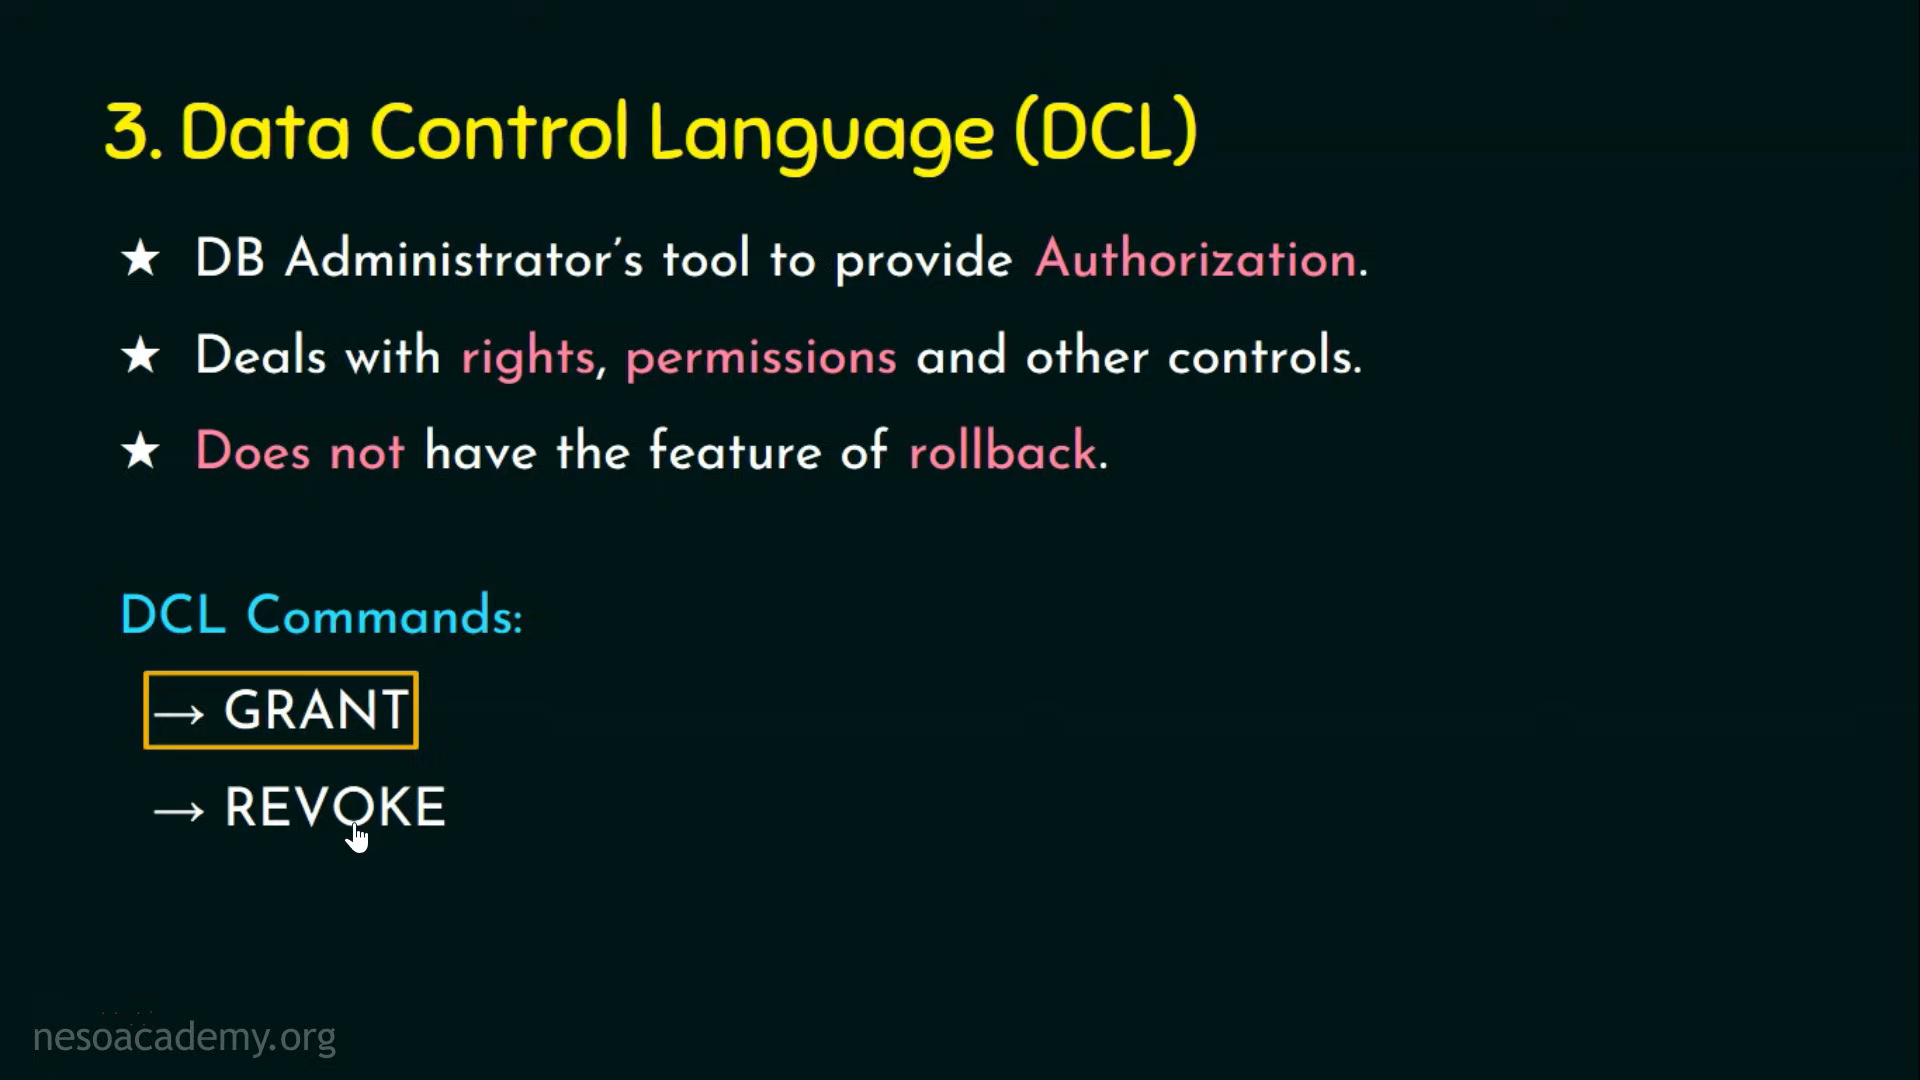 3. Data Control Language (DCL)
★ DB Administrator’s tool to provide Authorization.
★ Deals with rights, permissions and other controls.
★ Does not have the feature of rollback.
DCL Commands:
→ GRANT
→ REVOKE
nesoacademy.org